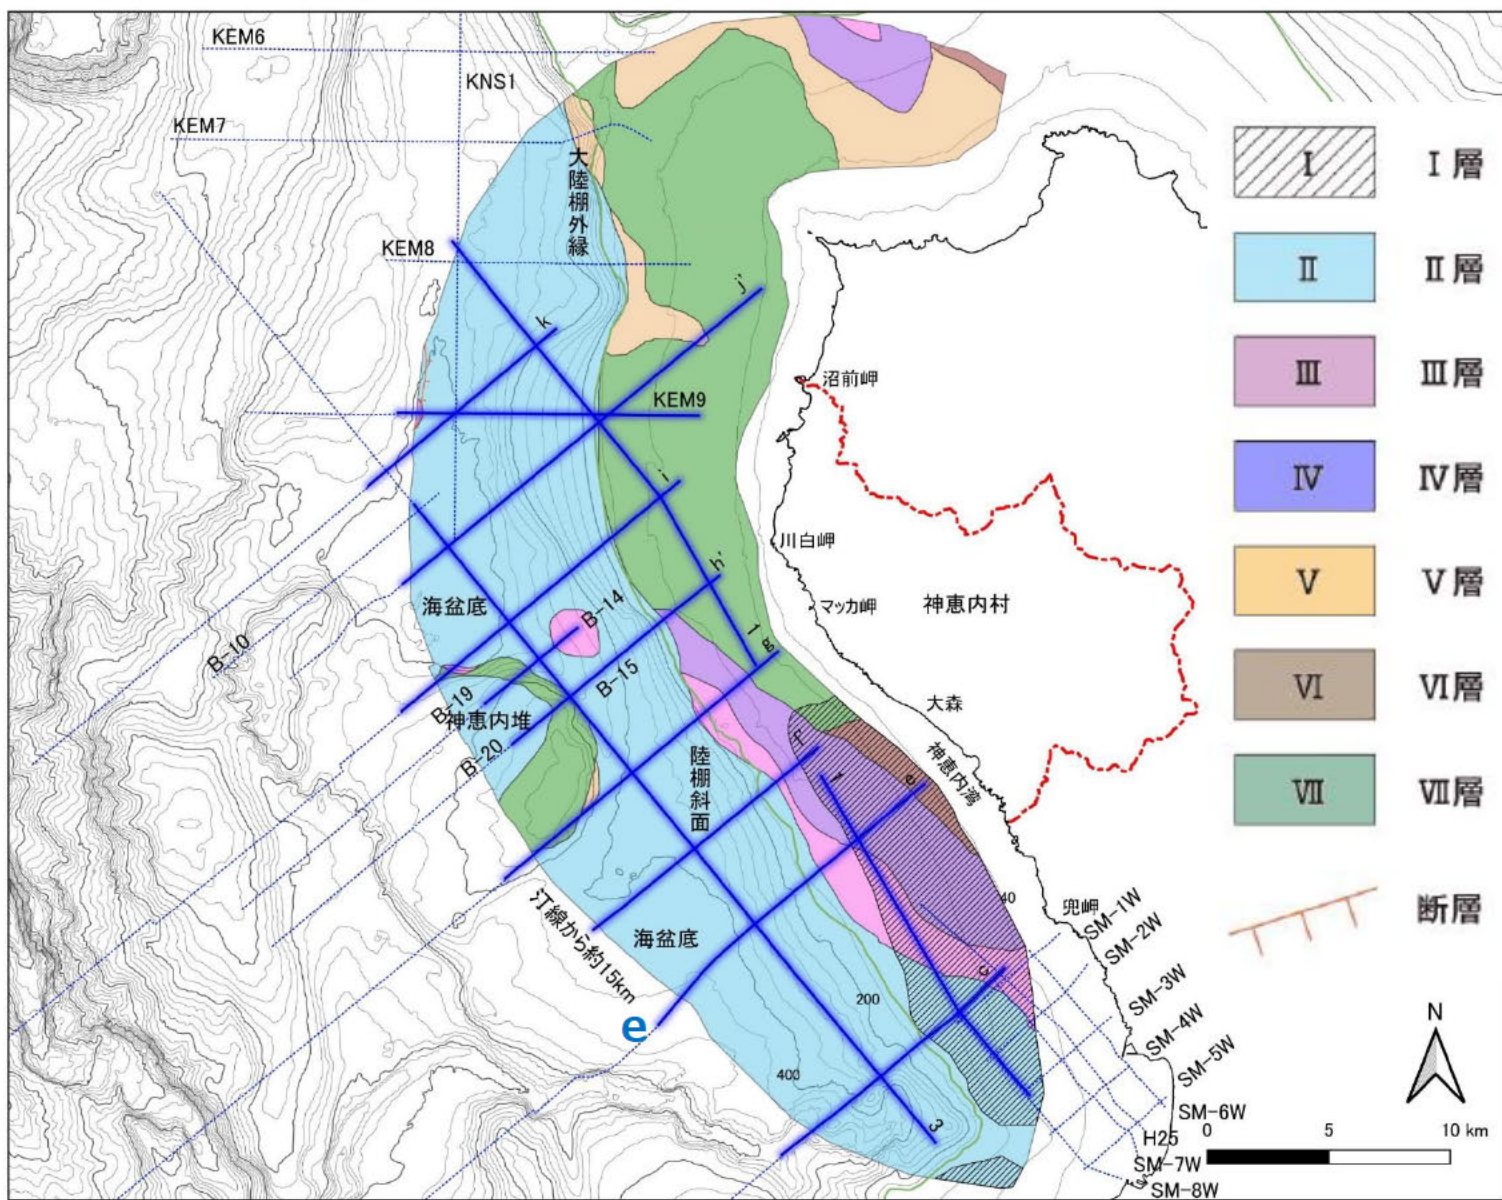 KEM6
KNS1
KEM7
大陸棚外縁
KEM8
j'
k
沼前岬
KEM9
i
川白岬
h'
海盆底
マッカ岬
神恵内村
B-14
B-10
1
g
B-15
B-19
神恵内堆
大森
B-20
f'
陸棚斜面
神恵内湾
1
e
汀線から約15km
40
兜岬
SM-1W
海盆底
SM-2W
c
200
SM-3W
e
SM-4W
400
SM-5W
3
SM-6W
H25
SM-7W
SM-8W
I I層
II II層
III III層
IV IV層
V V層
VI VI層
VII VII層
断層
N
0 5 10 km